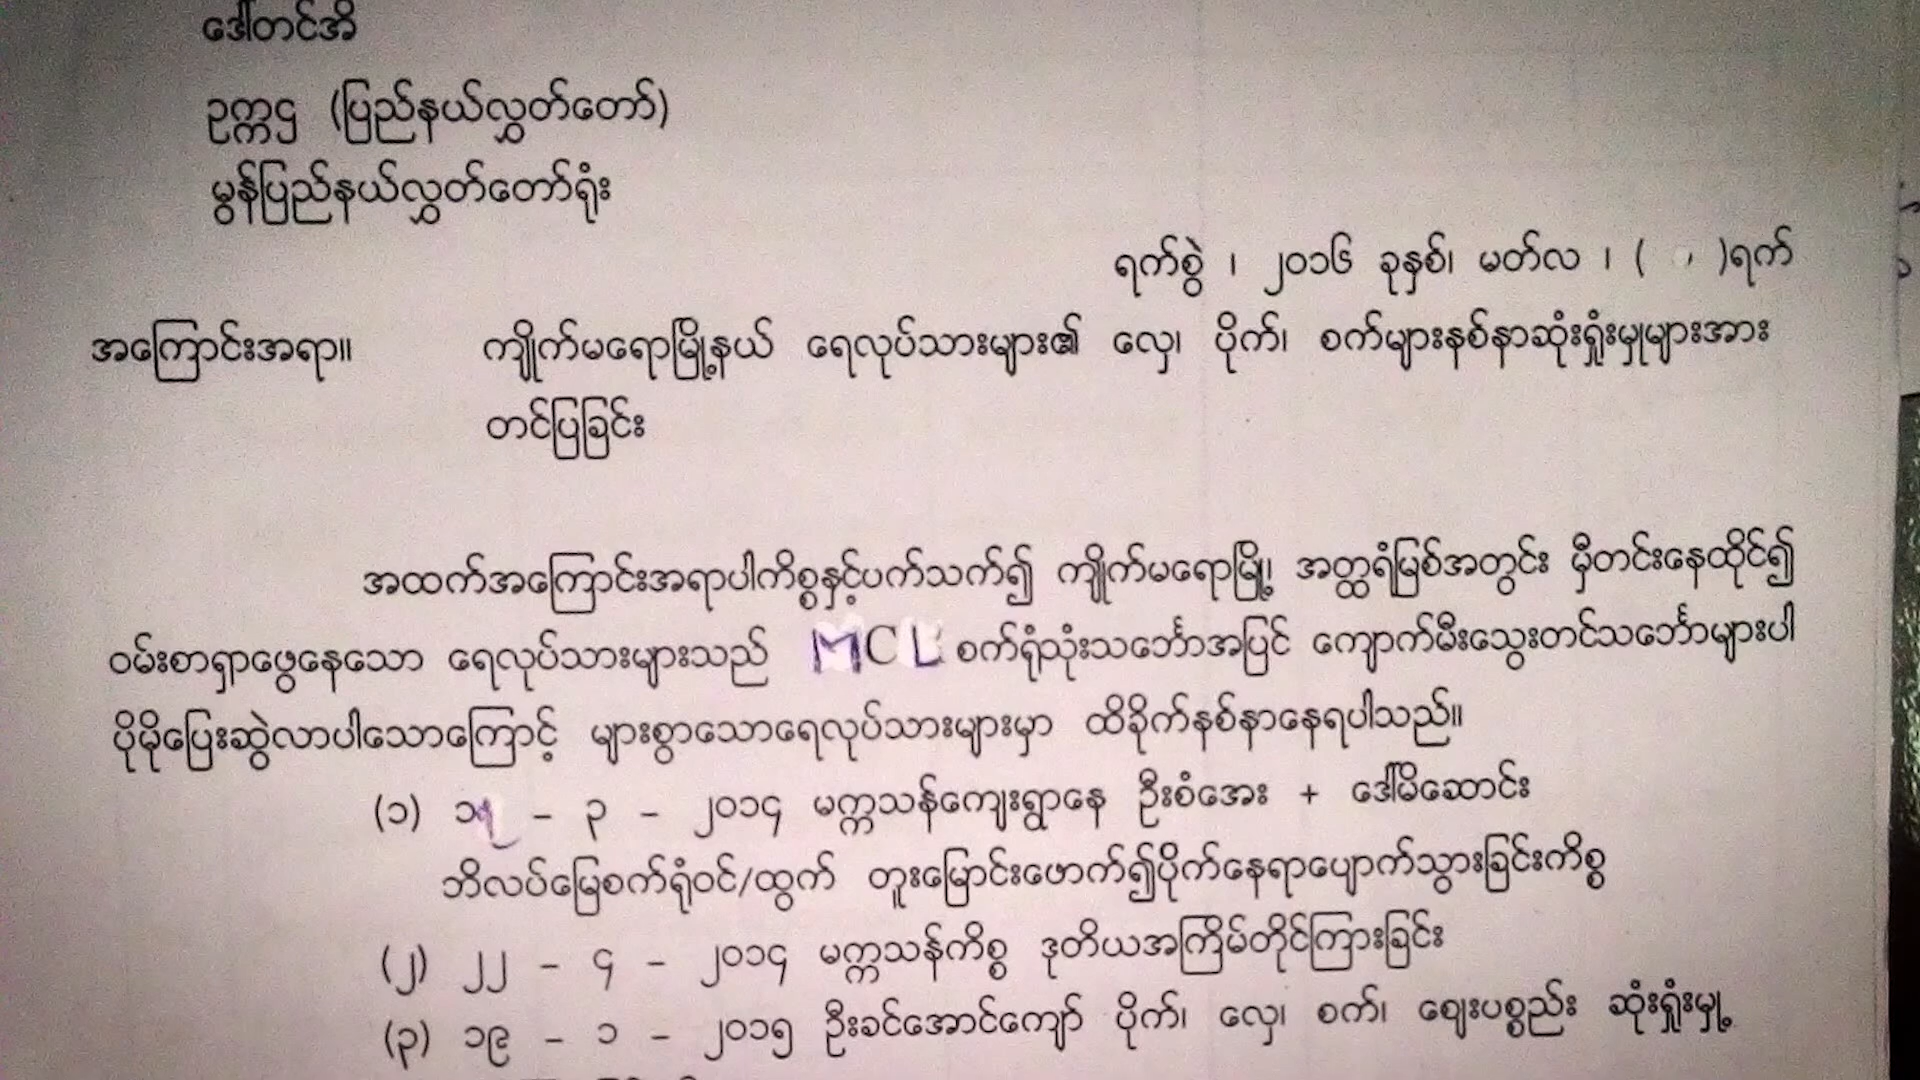 ဒေါ်တင်အိ
ဥက္ကဌ (ပြည်နယ်လွှတ်တော်)
မွန်ပြည်နယ်လွှတ်တော်ရုံး
ရက်စွဲ ၊ ၂၀၁၆ ခုနှစ်၊ မတ်လ ၊ ( ၊ )ရက်
အကြောင်းအရာ။ ကျိုက်မရောမြို့နယ် ရေလုပ်သားများ၏ လှေ၊ ပိုက်၊ စက်များနစ်နာဆုံးရှုံးမှုများအား
တင်ပြခြင်း
အထက်အကြောင်းအရာပါကိစ္စနှင့်ပက်သက်၍ ကျိုက်မရောမြို့၊ အတ္ထရံမြစ်အတွင်း မှီတင်းနေထိုင်၍
ဝမ်းစာရှာဖွေနေသော ရေလုပ်သားများသည် MCL စက်ရုံသုံးသင်္ဘောအပြင် ကျောက်မီးသွေးတင်သင်္ဘောများပါ
ပိုမိုပြေးဆွဲလာပါသောကြောင့် များစွာသောရေလုပ်သားများမှာ ထိခိုက်နစ်နာနေရပါသည်။
(၁) – ၃ – ၂၀၁၄ မက္ကသန်ကျေးရွာနေ ဦးစံအေး + ဒေါ်မိဆောင်း
ဘိလပ်မြေစက်ရုံဝင်/ထွက် တူးမြောင်းဖောက်၍ပိုက်နေရာပျောက်သွားခြင်းကိစ္စ
(၂) ၂၂ – ၄ – ၂၀၁၄ မက္ကသန်ကိစ္စ ဒုတိယအကြိမ်တိုင်ကြားခြင်း
(၃) ၁၉ – ၁ – ၂၀၁၅ ဦးခင်အောင်ကျော် ပိုက်၊ လှေ၊ စက်၊ ဈေးပစ္စည်း ဆုံးရှုံးမှု့